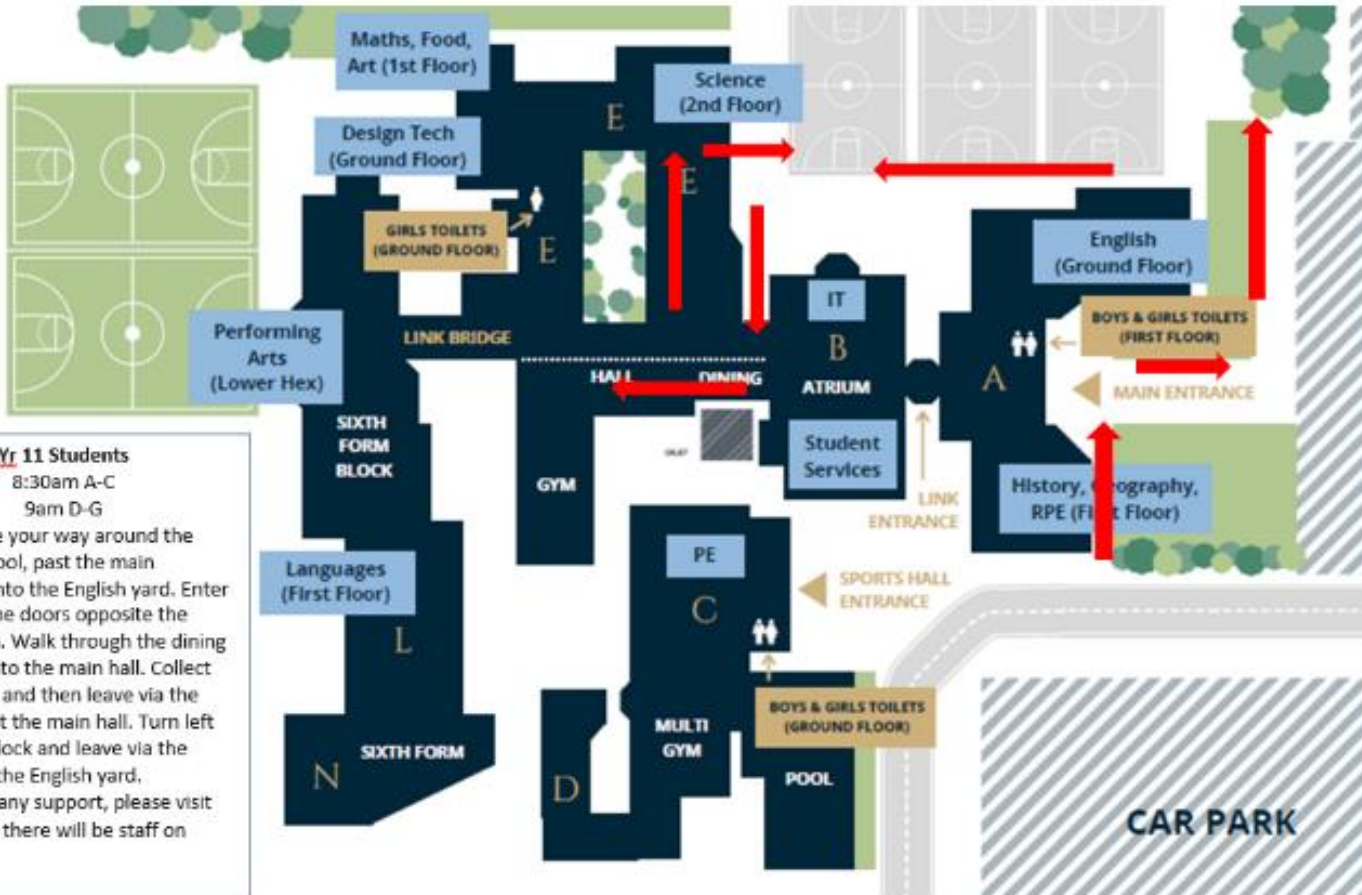 Maths, Food,
Art (1st Floor)
Science
(2nd Floor)
E
Design Tech
(Ground Floor)
E
GIRLS TOILETS
(GROUND FLOOR)
E
English
(Ground Floor)
IT
BOYS & GIRLS TOILETS
(FIRST FLOOR)
Performing
Arts
(Lower Hex)
LINK BRIDGE
B
HALL
DINING
ATRIUM
A
MAIN ENTRANCE
SIXTH
FORM
BLOCK
Student
Services
GYM
LINK
ENTRANCE
History, Geography,
RPE (First Floor)
Yr 11 Students
8:30am A-C
9am D-G
your way around the
past the main
into the English yard. Enter
doors opposite the
Walk through the dining
to the main hall. Collect
and then leave via the
the main hall. Turn left
and leave via the
the English yard.
any support, please visit
there will be staff on
Languages
(First Floor)
PE
SPORTS HALL
ENTRANCE
C
L
BOYS & GIRLS TOILETS
(GROUND FLOOR)
MULTI
GYM
SIXTH FORM
N
D
POOL
CAR PARK